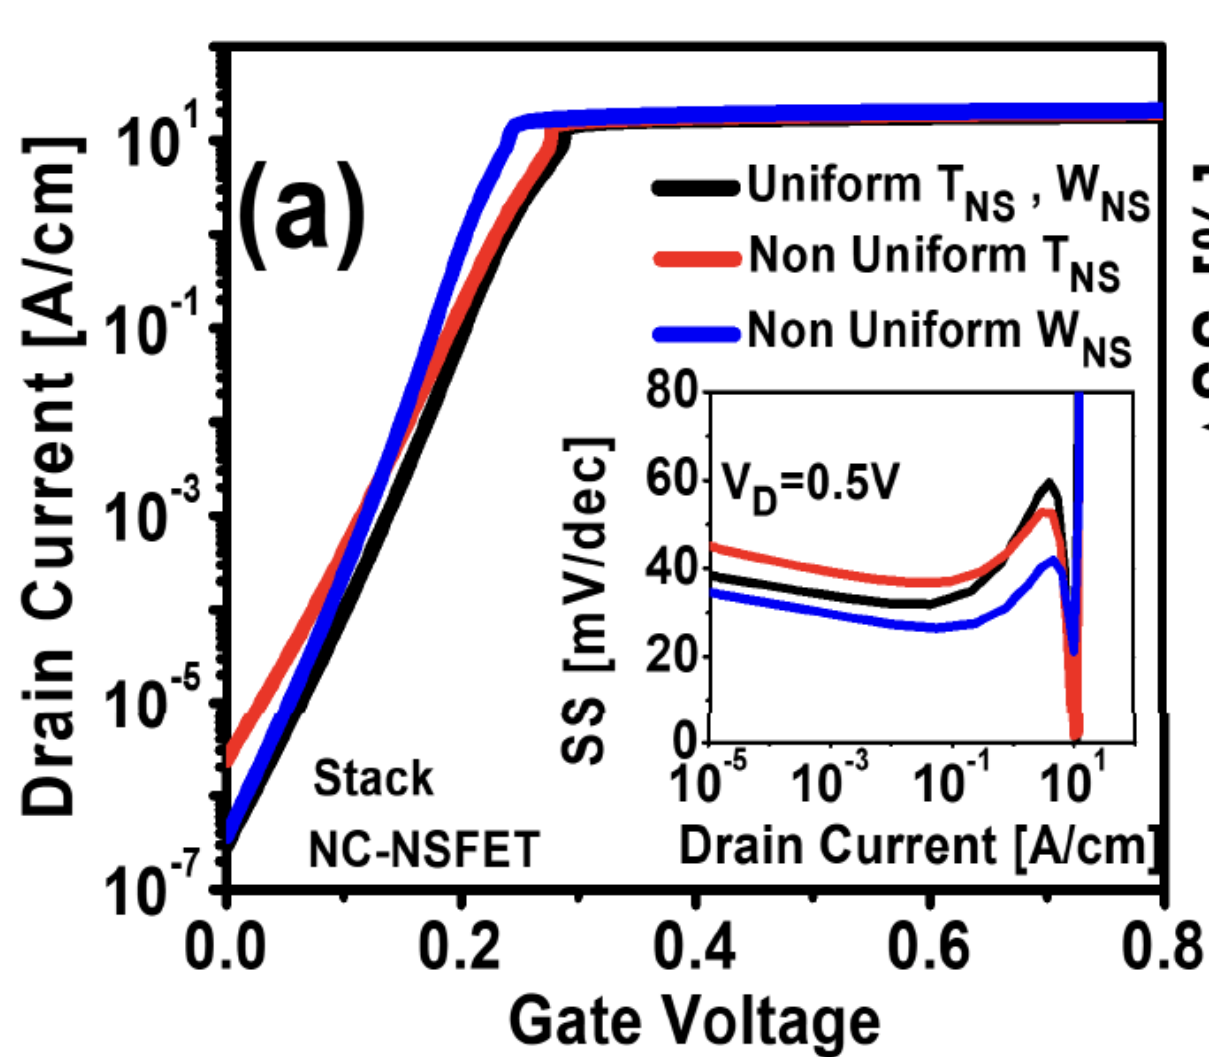 Drain Current [A/cm]
10^1
10^-1
10^-3
10^-5
10^-7
(a)
Uniform T_NS , W_NS
Non Uniform T_NS
Non Uniform W_NS
SS [mV/dec]
80
60
40
20
0
V_D=0.5V
10^-5 10^-3 10^-1 10^1
Drain Current [A/cm]
Stack
NC-NSFET
0.0 0.2 0.4 0.6 0.8
Gate Voltage